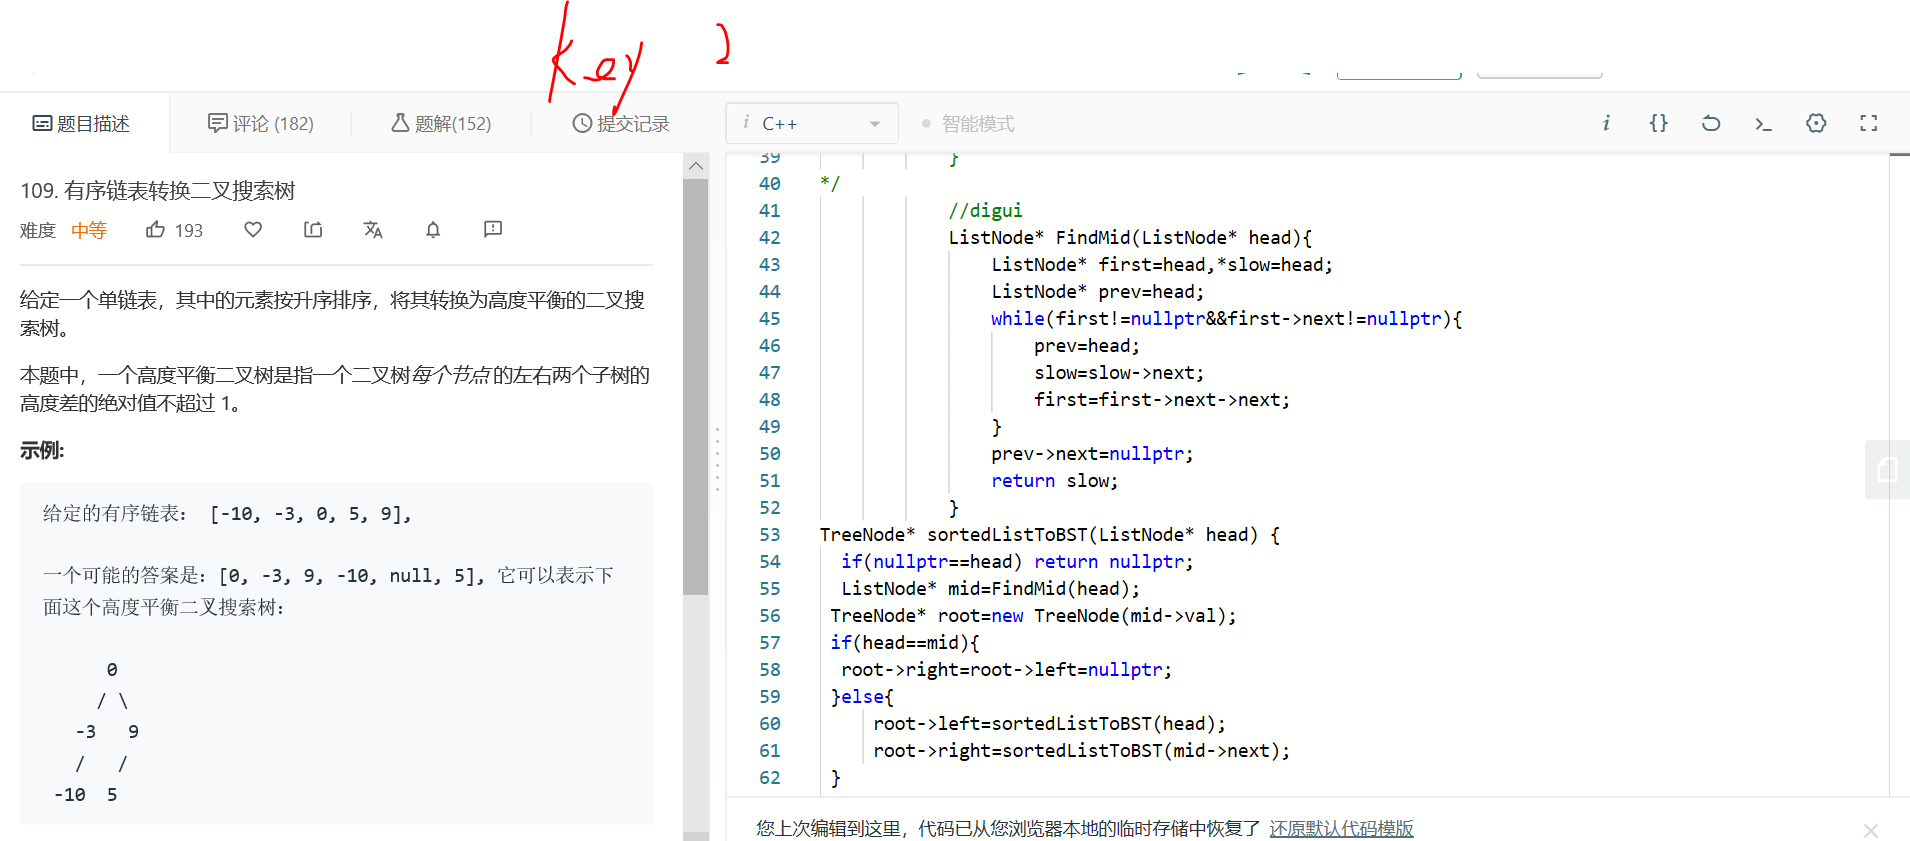 key 2
题目描述 评论 (182) 题解(152) 提交记录
i C++ 智能模式
109. 有序链表转换二叉搜索树
难度 中等 193
给定一个单链表，其中的元素按升序排序，将其转换为高度平衡的二叉搜
索树。
本题中，一个高度平衡二叉树是指一个二叉树每个节点 的左右两个子树的
高度差的绝对值不超过 1。
示例:
给定的有序链表： [-10, -3, 0, 5, 9],
一个可能的答案是：[0, -3, 9, -10, null, 5], 它可以表示下
面这个高度平衡二叉搜索树：
0
/ \
-3 9
/ /
-10 5
39 }
40 */
41 //digui
42 ListNode* FindMid(ListNode* head){
43 ListNode* first=head,*slow=head;
44 ListNode* prev=head;
45 while(first!=nullptr&&first->next!=nullptr){
46 prev=head;
47 slow=slow->next;
48 first=first->next->next;
49 }
50 prev->next=nullptr;
51 return slow;
52 }
53 TreeNode* sortedListToBST(ListNode* head) {
54 if(nullptr==head) return nullptr;
55 ListNode* mid=FindMid(head);
56 TreeNode* root=new TreeNode(mid->val);
57 if(head==mid){
58 root->right=root->left=nullptr;
59 }else{
60 root->left=sortedListToBST(head);
61 root->right=sortedListToBST(mid->next);
62 }
您上次编辑到这里，代码已从您浏览器本地的临时存储中恢复了 还原默认代码模版